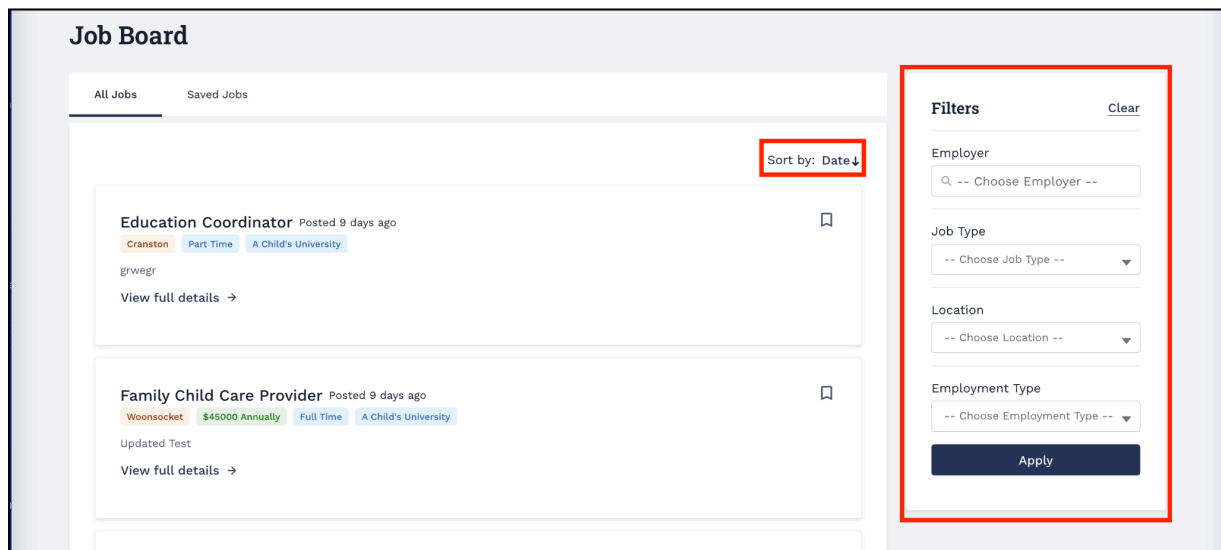 Job Board
All Jobs Saved Jobs
Sort by: Date↓
Education Coordinator Posted 9 days ago
Cranston Part Time A Child's University
grwegr
View full details →
Family Child Care Provider Posted 9 days ago
Woonsocket $45000 Annually Full Time A Child's University
Updated Test
View full details →
Filters Clear
Employer
-- Choose Employer --
Job Type
-- Choose Job Type --
Location
-- Choose Location --
Employment Type
-- Choose Employment Type --
Apply